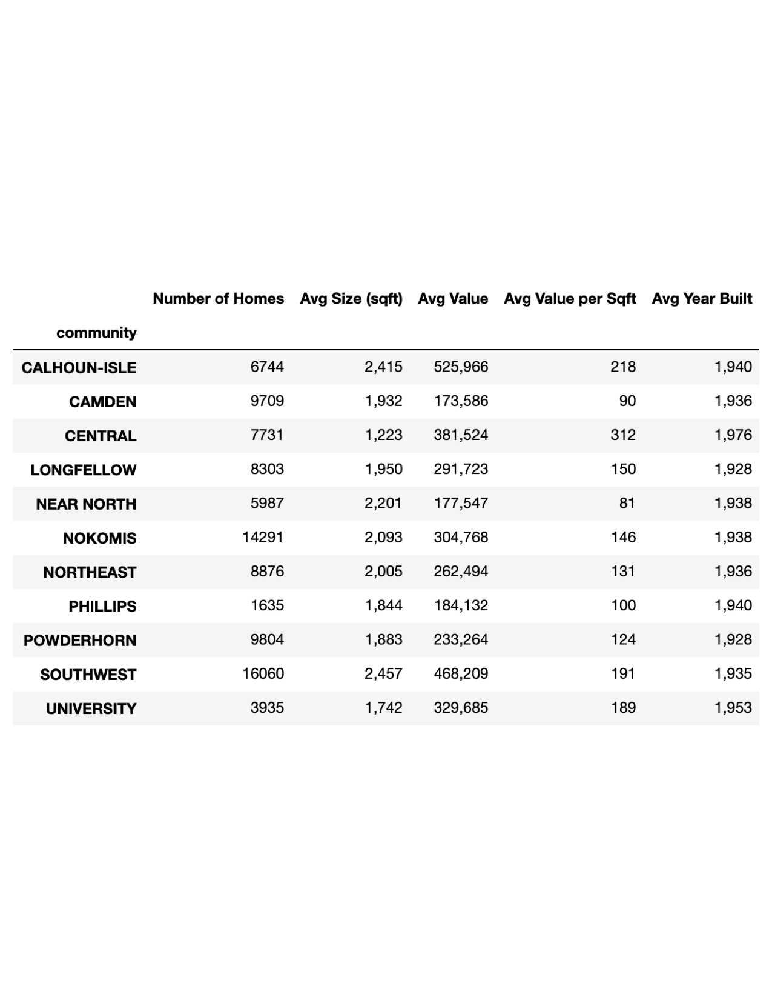 Number of Homes Avg Size (sqft) Avg Value Avg Value per Sqft Avg Year Built
community
CALHOUN-ISLE 6744 2,415 525,966 218 1,940
CAMDEN 9709 1,932 173,586 90 1,936
CENTRAL 7731 1,223 381,524 312 1,976
LONGFELLOW 8303 1,950 291,723 150 1,928
NEAR NORTH 5987 2,201 177,547 81 1,938
NOKOMIS 14291 2,093 304,768 146 1,938
NORTHEAST 8876 2,005 262,494 131 1,936
PHILLIPS 1635 1,844 184,132 100 1,940
POWDERHORN 9804 1,883 233,264 124 1,928
SOUTHWEST 16060 2,457 468,209 191 1,935
UNIVERSITY 3935 1,742 329,685 189 1,953